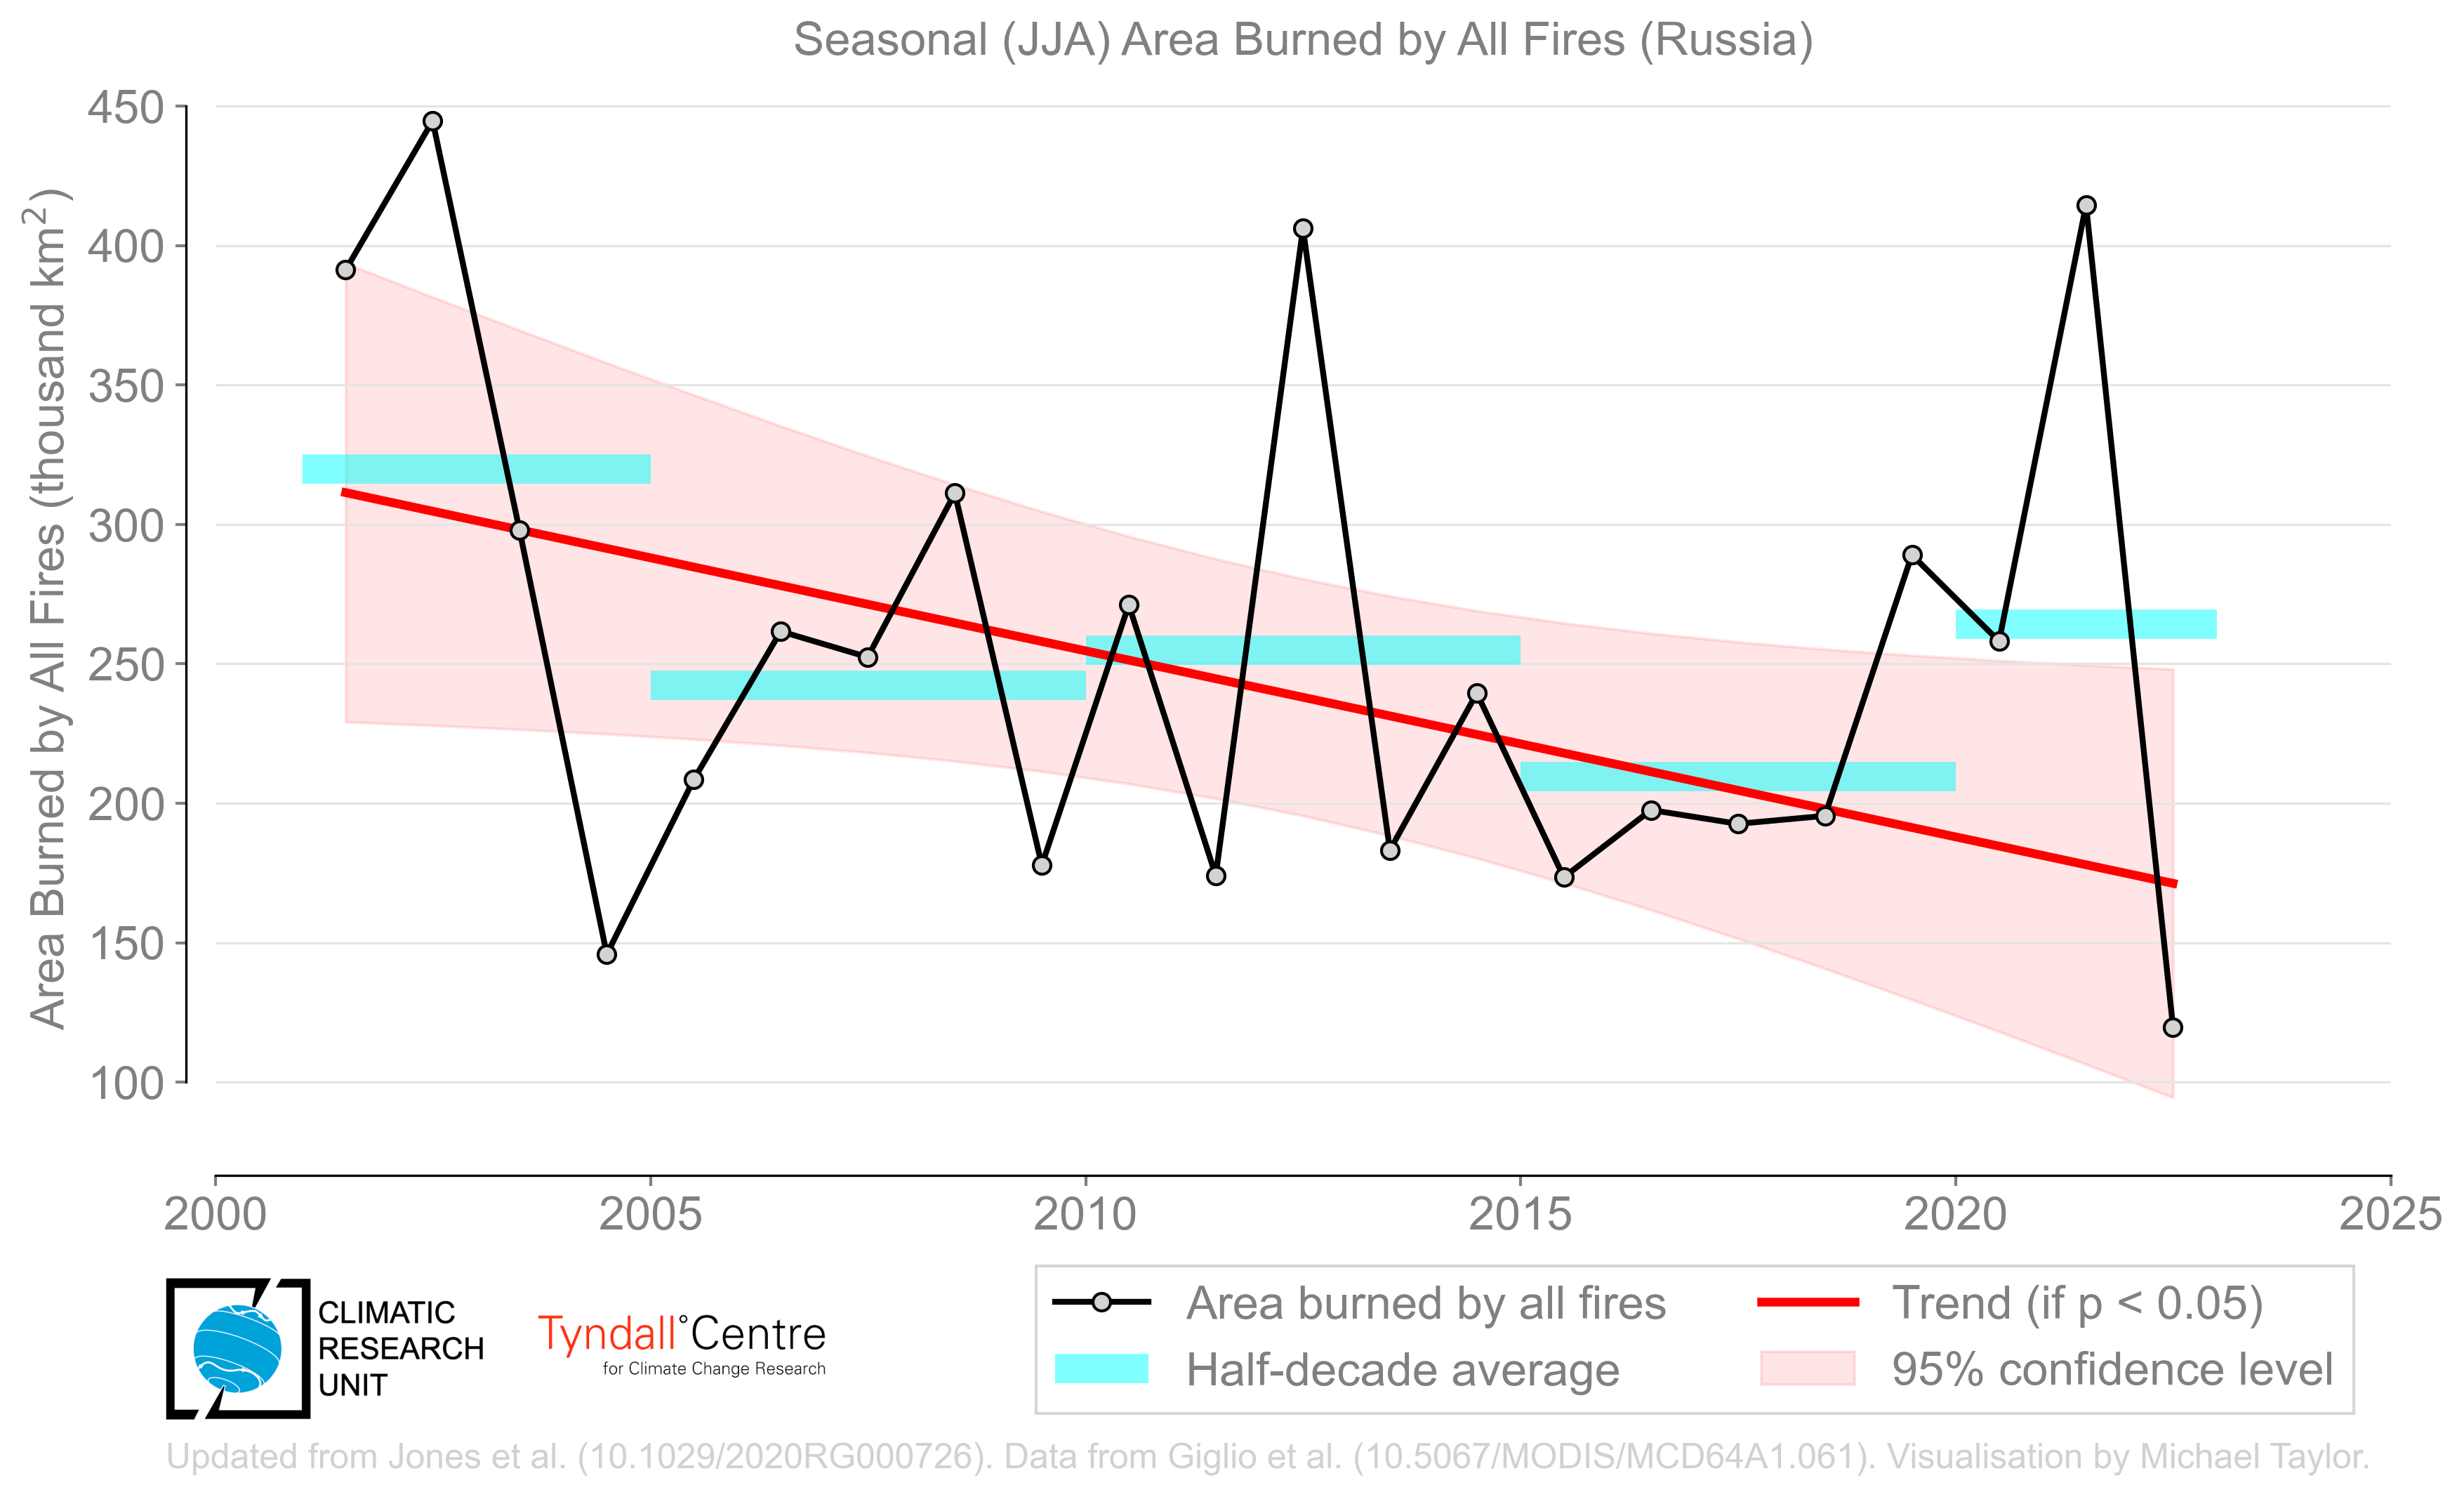 Seasonal (JJA) Area Burned by All Fires (Russia)
Area Burned by All Fires (thousand km²)
450
400
350
300
250
200
150
100
2000
2005
2010
2015
2020
2025
CLIMATIC
RESEARCH
UNIT
Tyndall°Centre
for Climate Change Research
Area burned by all fires
Half-decade average
Trend (if p < 0.05)
95% confidence level
Updated from Jones et al. (10.1029/2020RG000726). Data from Giglio et al. (10.5067/MODIS/MCD64A1.061). Visualisation by Michael Taylor.